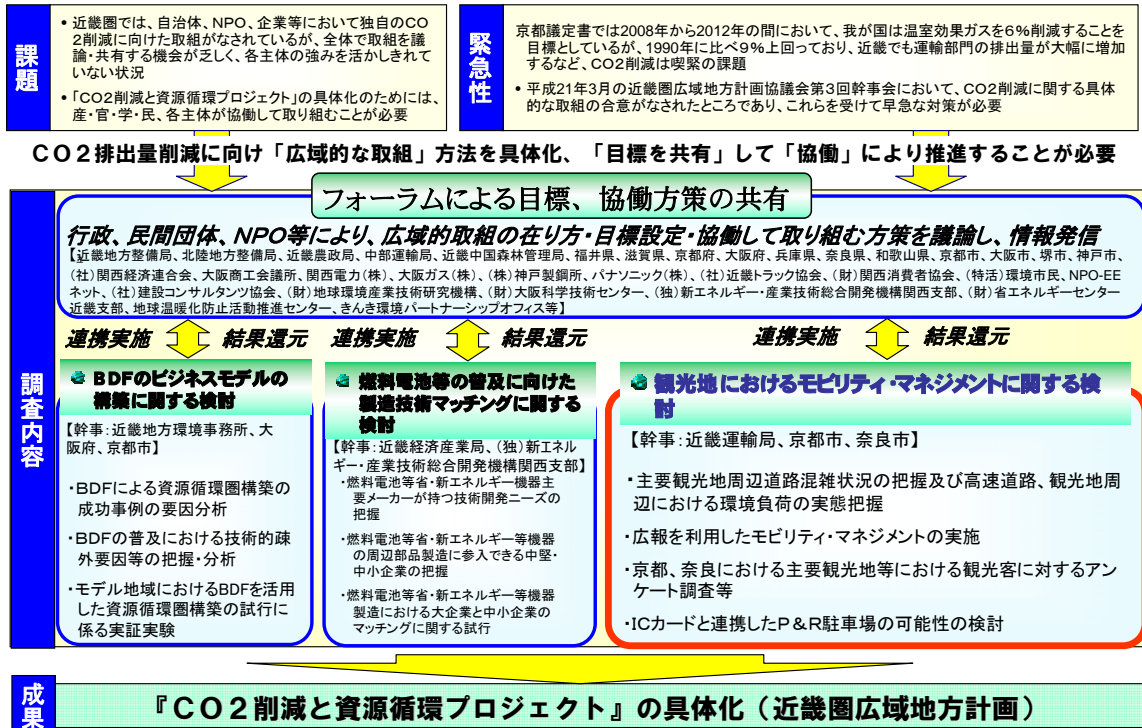 課題
• 近畿圏では、自治体、NPO、企業等において独自のCO
2削減に向けた取組がなされているが、全体で取組を議
論・共有する機会が乏しく、各主体の強みを活かしきれて
いない状況
• 「CO2削減と資源循環プロジェクト」の具体化のためには、
産・官・学・民、各主体が協働して取り組むことが必要
緊急性
京都議定書では2008年から2012年の間において、我が国は温室効果ガスを6%削減することを
目標としているが、1990年に比べ9%上回っており、近畿でも運輸部門の排出量が大幅に増加
するなど、CO2削減は喫緊の課題
• 平成21年3月の近畿圏広域地方計画協議会第3回幹事会において、CO2削減に関する具体
的な取組の合意がなされたところであり、これらを受けて早急な対策が必要
CO2排出量削減に向け「広域的な取組」方法を具体化、「目標を共有」して「協働」により推進することが必要
調査内容
フォーラムによる目標、協働方策の共有
行政、民間団体、NPO等により、広域的取組の在り方・目標設定・協働して取り組む方策を議論し、情報発信
【近畿地方整備局、北陸地方整備局、近畿農政局、中部運輸局、近畿中国森林管理局、福井県、滋賀県、京都府、大阪府、兵庫県、奈良県、和歌山県、京都市、大阪市、堺市、神戸市、
(社)関西経済連合会、大阪商工会議所、関西電力(株)、大阪ガス(株)、(株)神戸製鋼所、パナソニック(株)、(社)近畿トラック協会、(財)関西消費者協会、(特活)環境市民、NPO-EE
ネット、(社)建設コンサルタンツ協会、(財)地球環境産業技術研究機構、(財)大阪科学技術センター、(独)新エネルギー・産業技術総合開発機構関西支部、(財)省エネルギーセンター
近畿支部、地球温暖化防止活動推進センター、きんき環境パートナーシップオフィス等】
連携実施 結果還元
連携実施 結果還元
連携実施 結果還元
BDFのビジネスモデルの
構築に関する検討
【幹事:近畿地方環境事務所、大
阪府、京都市】
・BDFによる資源循環圏構築の
成功事例の要因分析
・BDFの普及における技術的疎
外要因等の把握・分析
・モデル地域におけるBDFを活用
した資源循環圏構築の試行に
係る実証実験
燃料電池等の普及に向けた
製造技術マッチングに関する
検討
【幹事:近畿経済産業局、(独)新エネル
ギー・産業技術総合開発機構関西支部】
・燃料電池等省・新エネルギー機器主
要メーカーが持つ技術開発ニーズの
把握
・燃料電池等省・新エネルギー等機器
の周辺部品製造に参入できる中堅・
中小企業の把握
・燃料電池等省・新エネルギー等機器
製造における大企業と中小企業の
マッチングに関する試行
観光地におけるモビリティ・マネジメントに関する検
討
【幹事:近畿運輸局、京都市、奈良市】
・主要観光地周辺道路混雑状況の把握及び高速道路、観光地周
辺における環境負荷の実態把握
・広報を利用したモビリティ・マネジメントの実施
・京都、奈良における主要観光地等における観光客に対するアン
ケート調査等
・ICカードと連携したP&R駐車場の可能性の検討
成果
『CO2削減と資源循環プロジェクト』の具体化(近畿圏広域地方計画)